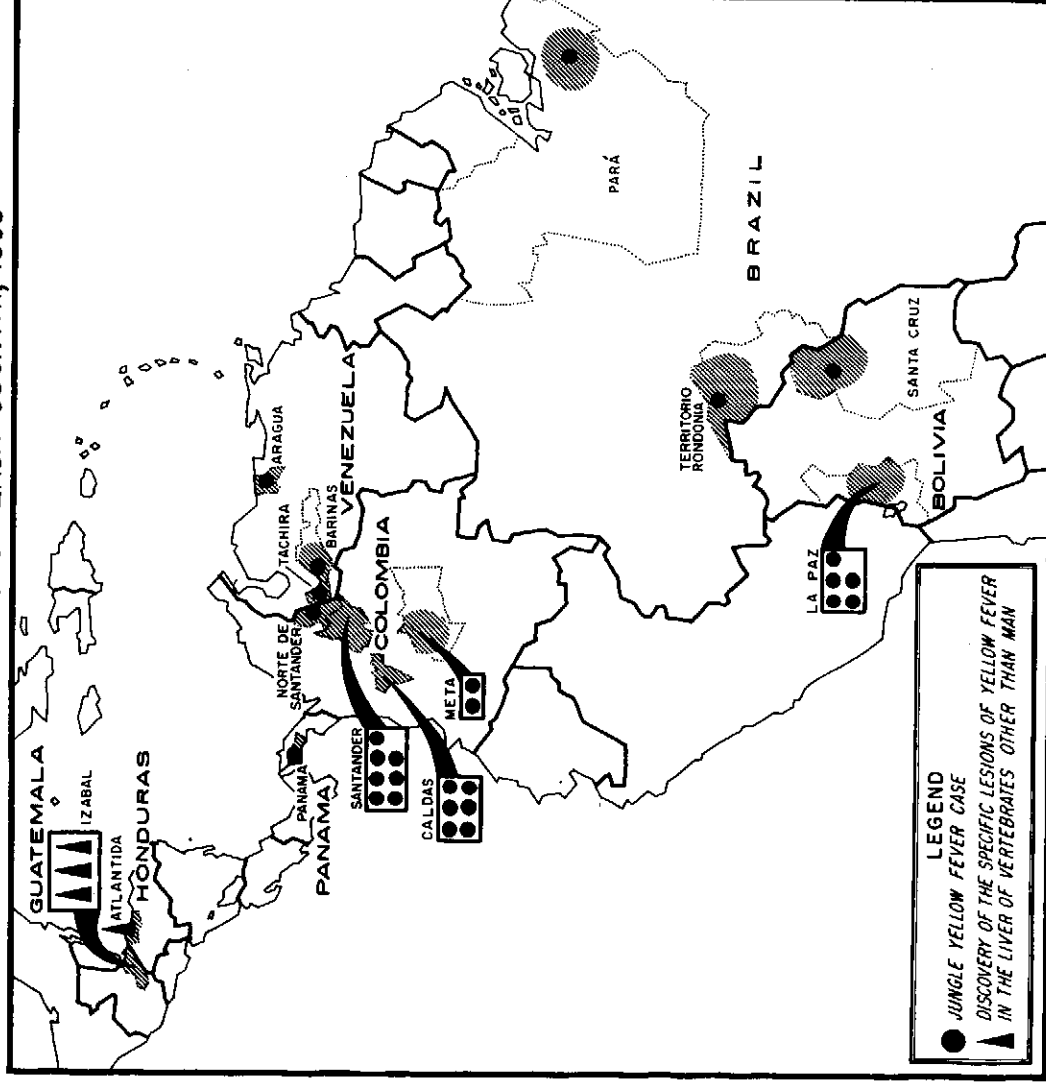 GUATEMALA
IZABAL
ATLANTIDA
HONDURAS
PANAMA
PANAMA
NORTE DE
SANTANDER
TACHIRA
BARINAS
ARAGUA
VENEZUELA
COLOMBIA
SANTANDER
CALDAS
META
PARÁ
BRAZIL
TERRITORIO
RONDONIA
LA PAZ
BOLIVIA
SANTA CRUZ
LEGEND
JUNGLE YELLOW FEVER CASE
DISCOVERY OF THE SPECIFIC LESIONS OF YELLOW FEVER
IN THE LIVER OF VERTEBRATES OTHER THAN MAN